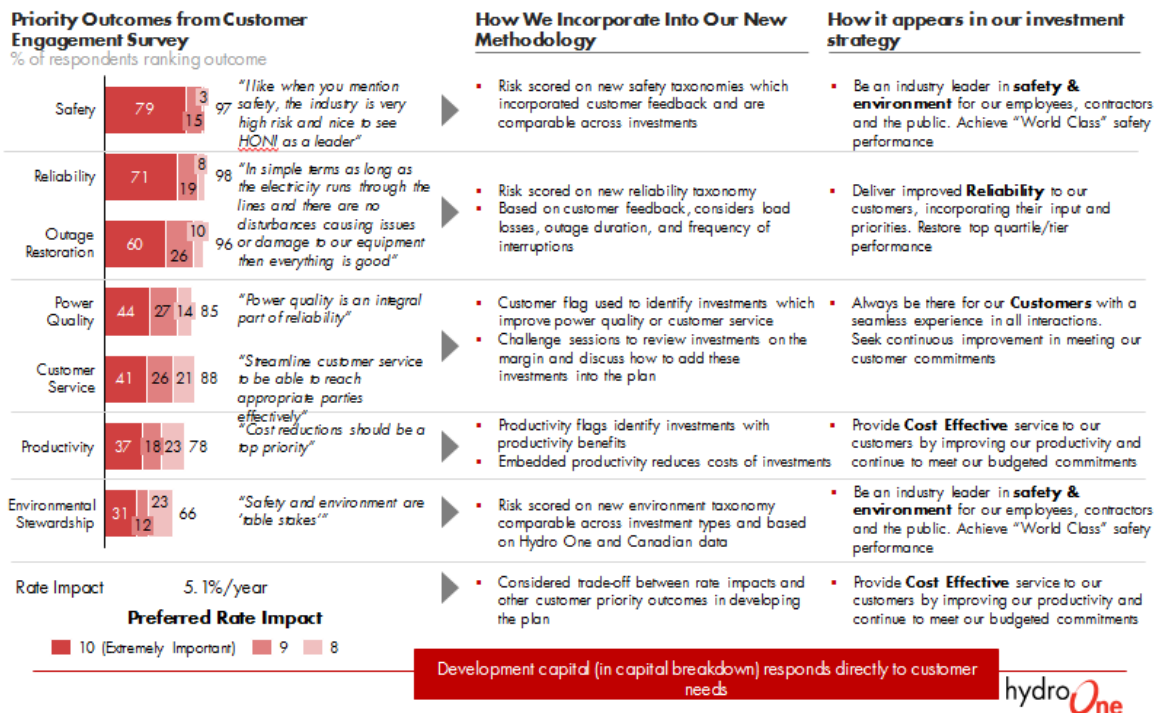 Priority Outcomes from Customer
Engagement Survey
% of respondents ranking outcome
How We Incorporate Into Our New
Methodology
How it appears in our investment
strategy
Safety
79
15
3
97
“I like when you mention
safety, the industry is very
high risk and nice to see
HONI as a leader”
▪ Risk scored on new safety taxonomies which
incorporated customer feedback and are
comparable across investments
▪ Be an industry leader in safety &
environment for our employees, contractors
and the public. Achieve “World Class” safety
performance
Reliability
71
19
8
98
Outage
Restoration
60
26
10
96
“In simple terms as long as
the electricity runs through the
lines and there are no
disturbances causing issues
or damage to our equipment
then everything is good”
▪ Risk scored on new reliability taxonomy
▪ Based on customer feedback, considers load
losses, outage duration, and frequency of
interruptions
▪ Deliver improved Reliability to our
customers, incorporating their input and
priorities. Restore top quartile/tier
performance
Power
Quality
44
27
14
85
“Power quality is an integral
part of reliability”
Customer
Service
41
26
21
88
“Streamline customer service
to be able to reach
appropriate parties
effectively”
▪ Customer flag used to identify investments which
improve power quality or customer service
▪ Challenge sessions to review investments on the
margin and discuss how to add these
investments into the plan
▪ Always be there for our Customers with a
seamless experience in all interactions.
Seek continuous improvement in meeting our
customer commitments
Productivity
37
18
23
78
“Cost reductions should be a
top priority”
▪ Productivity flags identify investments with
productivity benefits
▪ Embedded productivity reduces costs of investments
▪ Provide Cost Effective service to our
customers by improving our productivity and
continue to meet our budgeted commitments
Environmental
Stewardship
31
12
23
66
“Safety and environment are
‘table stakes’”
▪ Risk scored on new environment taxonomy
comparable across investment types and based
on Hydro One and Canadian data
▪ Be an industry leader in safety &
environment for our employees, contractors
and the public. Achieve “World Class” safety
performance
Rate Impact
5.1%/year
▪ Considered trade-off between rate impacts and
other customer priority outcomes in developing
the plan
▪ Provide Cost Effective service to our
customers by improving our productivity and
continue to meet our budgeted commitments
Preferred Rate Impact
10 (Extremely Important)
9
8
Development capital (in capital breakdown) responds directly to customer
needs
hydroOne